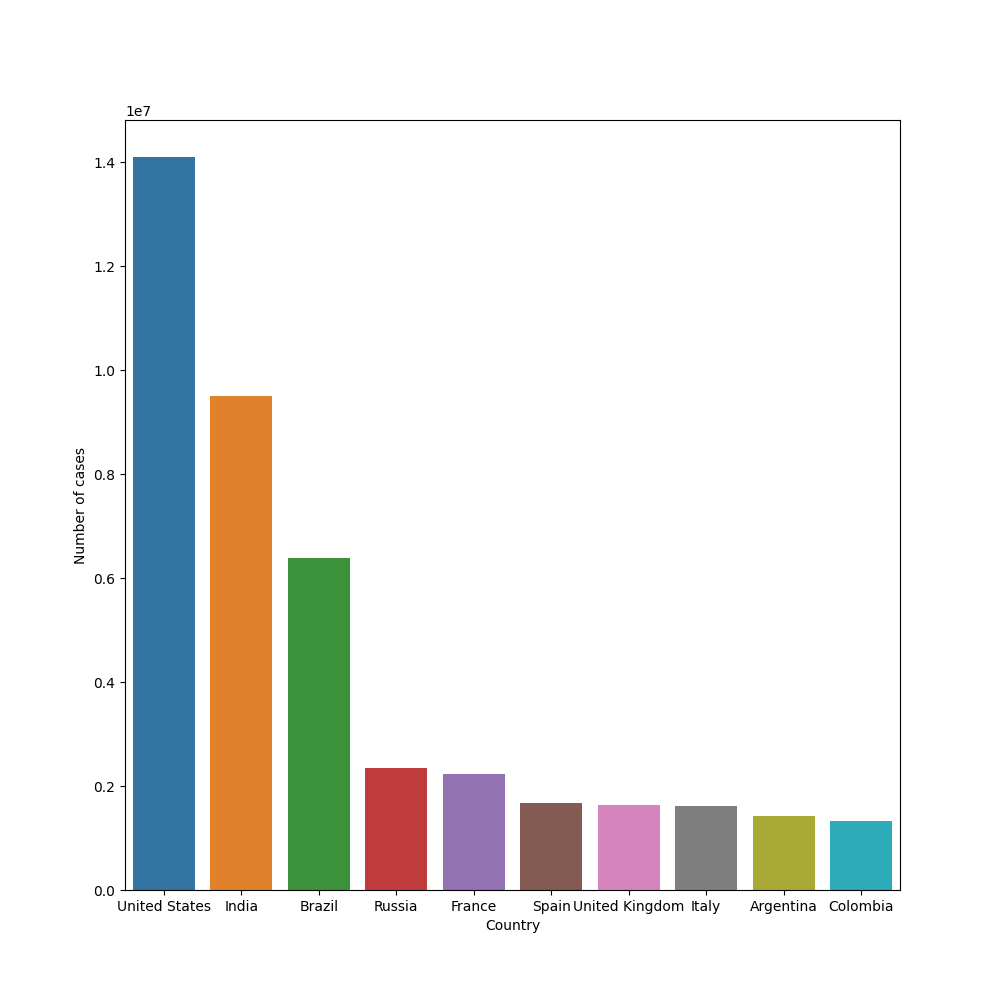 1e7
1.4
1.2
1.0
0.8
0.6
0.4
0.2
0.0
Number of cases
United States India Brazil Russia France Spain United Kingdom Italy Argentina Colombia
Country